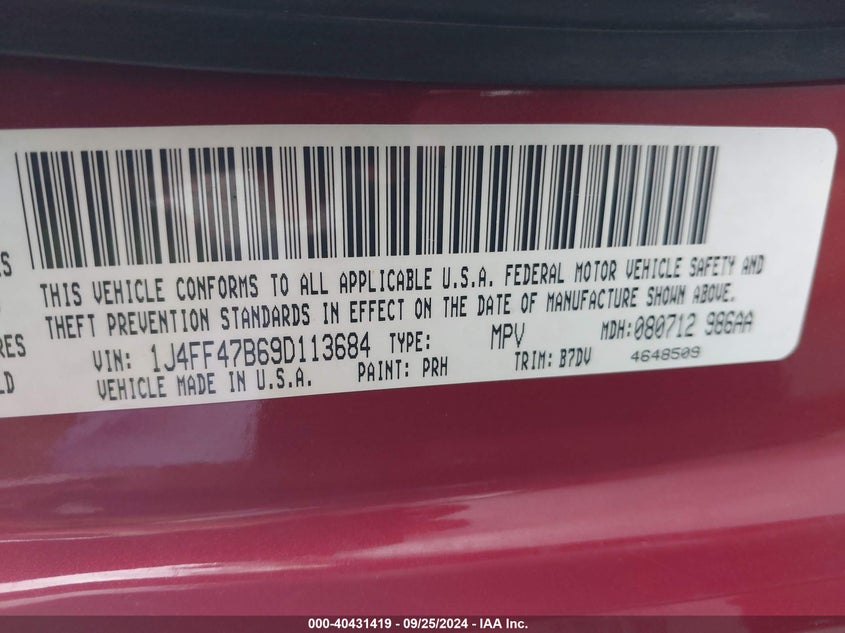 THIS VEHICLE CONFORMS TO ALL APPLICABLE U.S.A. FEDERAL MOTOR VEHICLE SAFETY AND
THEFT PREVENTION STANDARDS IN EFFECT ON THE DATE OF MANUFACTURE SHOWN ABOVE.
VIN: 1J4FF47B69D113684 TYPE: MPV MDH:080712 986AA
VEHICLE MADE IN U.S.A. PAINT: PRH TRIM: B7DV 4648509
000-40431419 - 09/25/2024 - IAA Inc.